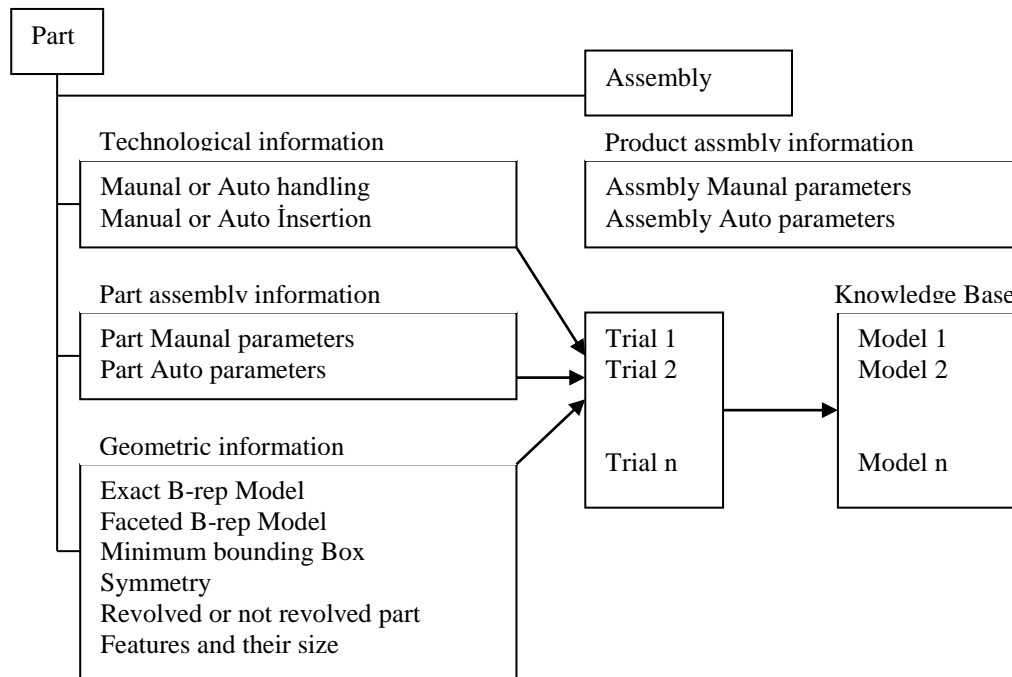 Part
Assembly
Technological information
Maunal or Auto handling
Manual or Auto İnsertion
Product assmbly information
Assmbly Maunal parameters
Assembly Auto parameters
Part assembly information
Part Maunal parameters
Part Auto parameters
Trial 1
Trial 2
Trial n
Knowledge Base
Model 1
Model 2
Model n
Geometric information
Exact B-rep Model
Faceted B-rep Model
Minimum bounding Box
Symmetry
Revolved or not revolved part
Features and their size